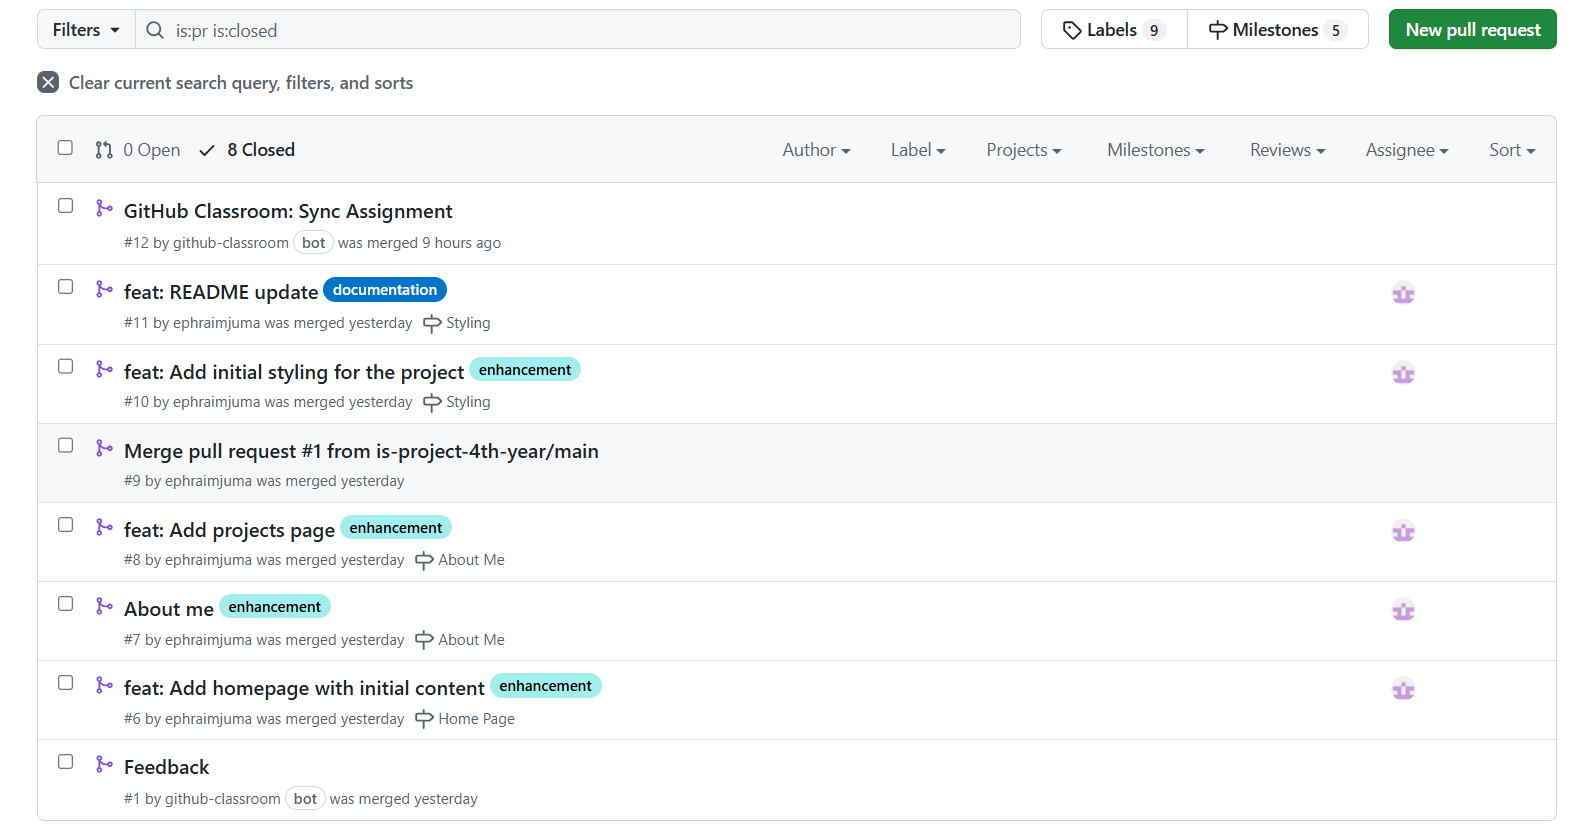 Filters is:pr is:closed Labels 9 Milestones 5 New pull request
Clear current search query, filters, and sorts
0 Open 8 Closed Author Label Projects Milestones Reviews Assignee Sort
GitHub Classroom: Sync Assignment
#12 by github-classroom bot was merged 9 hours ago
feat: README update documentation
#11 by ephraimjuma was merged yesterday Styling
feat: Add initial styling for the project enhancement
#10 by ephraimjuma was merged yesterday Styling
Merge pull request #1 from is-project-4th-year/main
#9 by ephraimjuma was merged yesterday
feat: Add projects page enhancement
#8 by ephraimjuma was merged yesterday About Me
About me enhancement
#7 by ephraimjuma was merged yesterday About Me
feat: Add homepage with initial content enhancement
#6 by ephraimjuma was merged yesterday Home Page
Feedback
#1 by github-classroom bot was merged yesterday